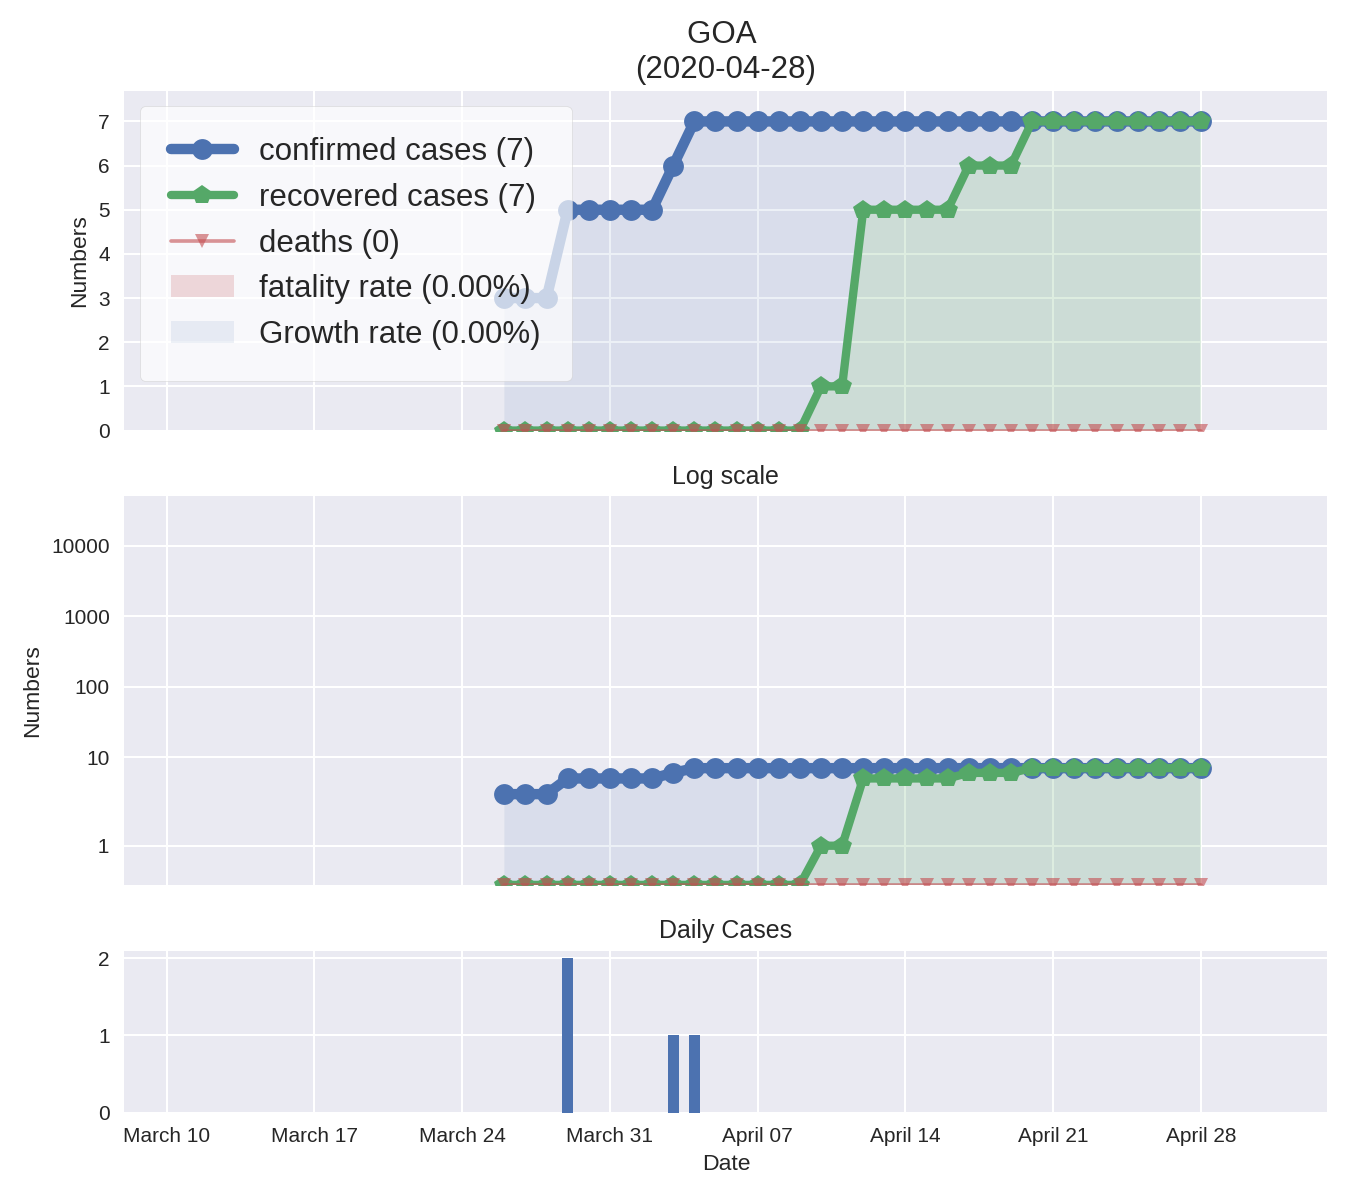 GOA
(2020-04-28)
7
6
5
4
3
2
1
0
Numbers
confirmed cases (7)
recovered cases (7)
deaths (0)
fatality rate (0.00%)
Growth rate (0.00%)
Log scale
10000
1000
100
10
1
Numbers
Daily Cases
2
1
0
March 10 March 17 March 24 March 31 April 07 April 14 April 21 April 28
Date